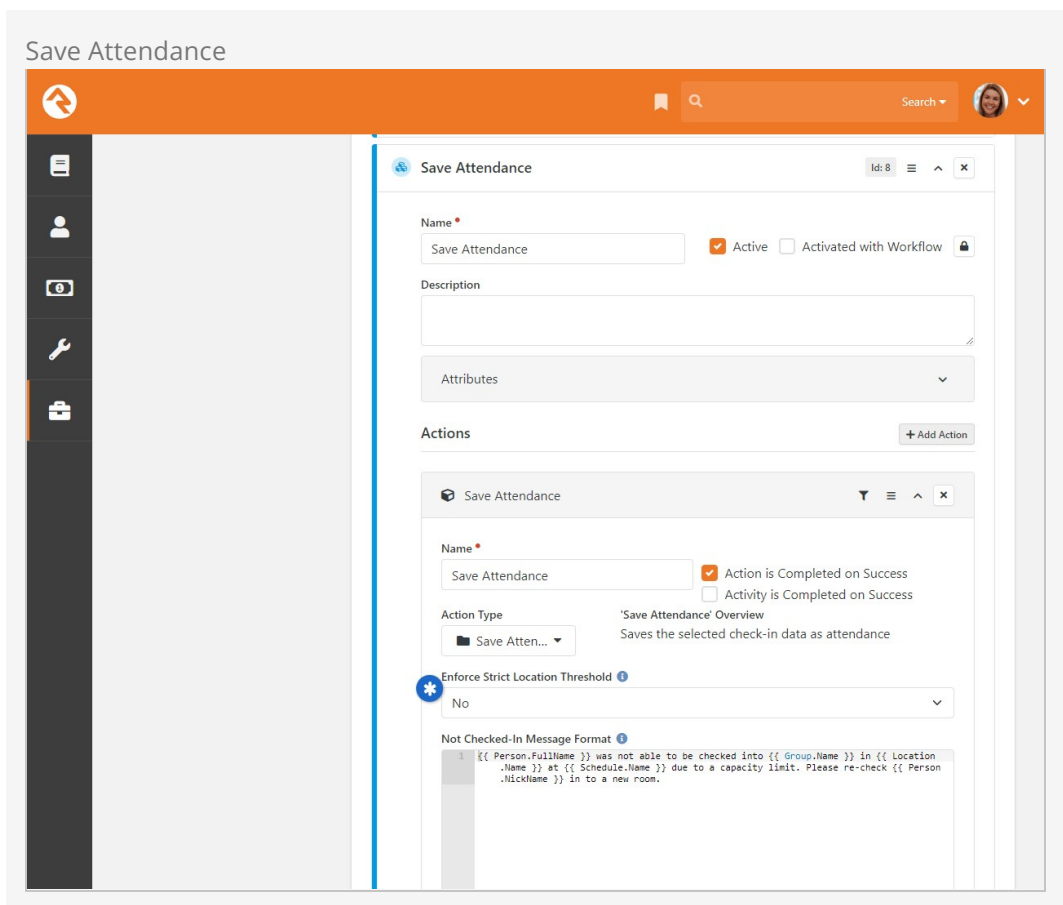 Save Attendance
Search
Save Attendance
Id: 8
Name
Save Attendance
Active
Activated with Workflow
Description
Attributes
Actions
+ Add Action
Save Attendance
Name
Save Attendance
Action is Completed on Success
Activity is Completed on Success
Action Type
'Save Attendance' Overview
Save Atten...
Saves the selected check-in data as attendance
Enforce Strict Location Threshold
No
Not Checked-In Message Format
1 {{ Person.FullName }} was not able to be checked into {{ Group.Name }} in {{ Location
.Name }} at {{ Schedule.Name }} due to a capacity limit. Please re-check {{ Person
.NickName }} in to a new room.